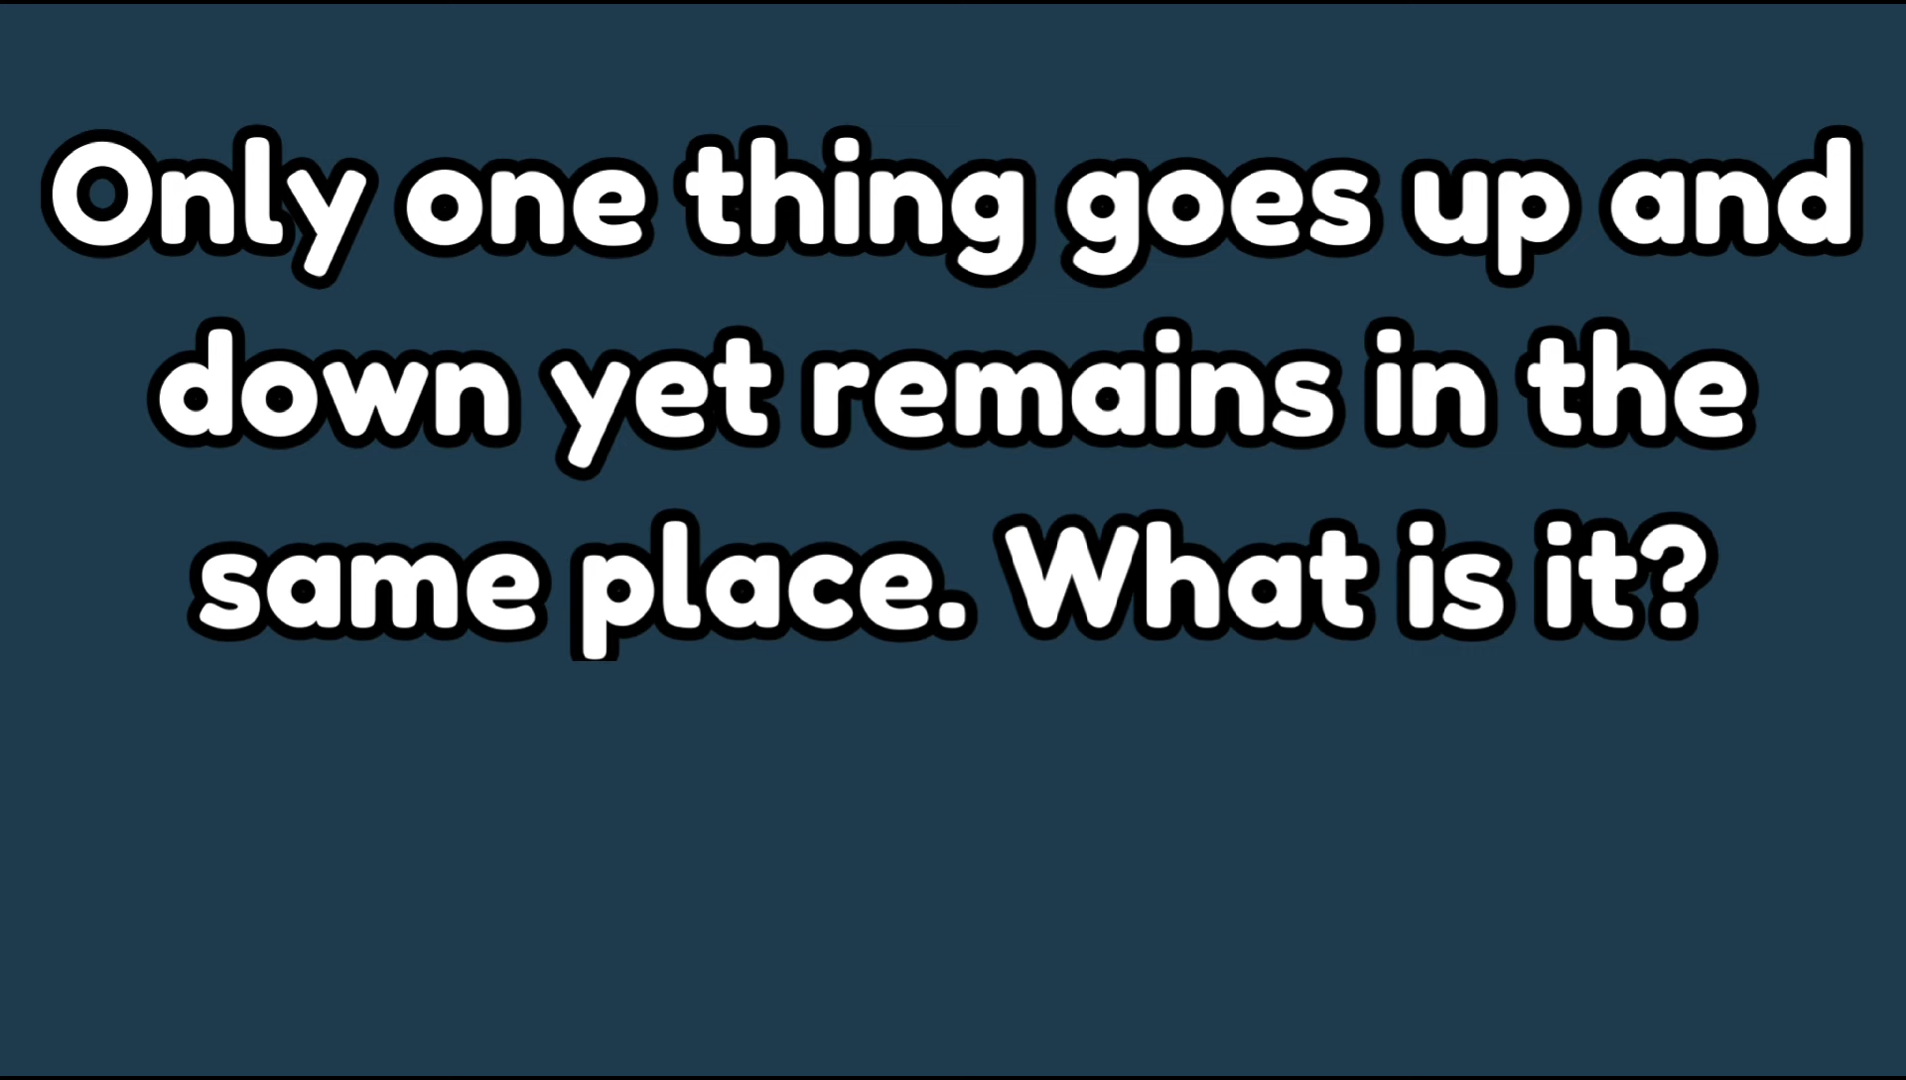 Only one thing goes up and
down yet remains in the
same place. What is it?